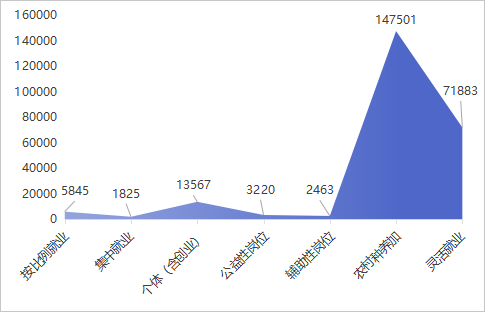 160000
140000
120000
100000
80000
60000
40000
20000
0
5845
1825
13567
3220
2463
147501
71883
按比例就业
集中就业
个体（含创业）
公益性岗位
辅助性岗位
农村种养加
灵活就业